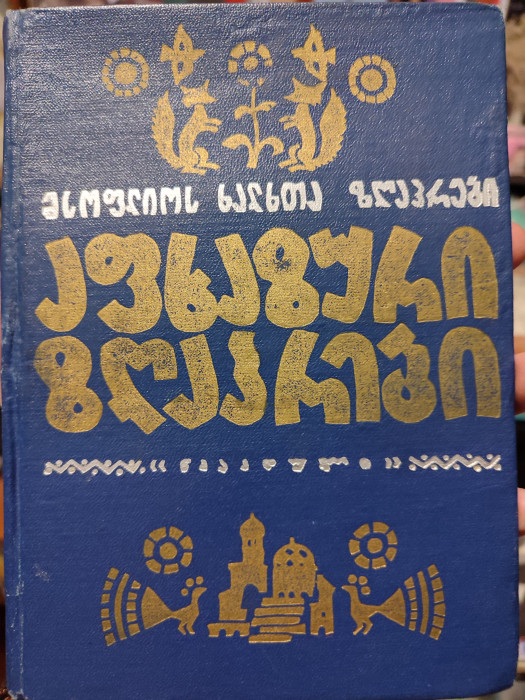 მსოფლიოს ხალხთა ზღაპრები
აფხაზური
ზღაპრები
„ნაკადული"